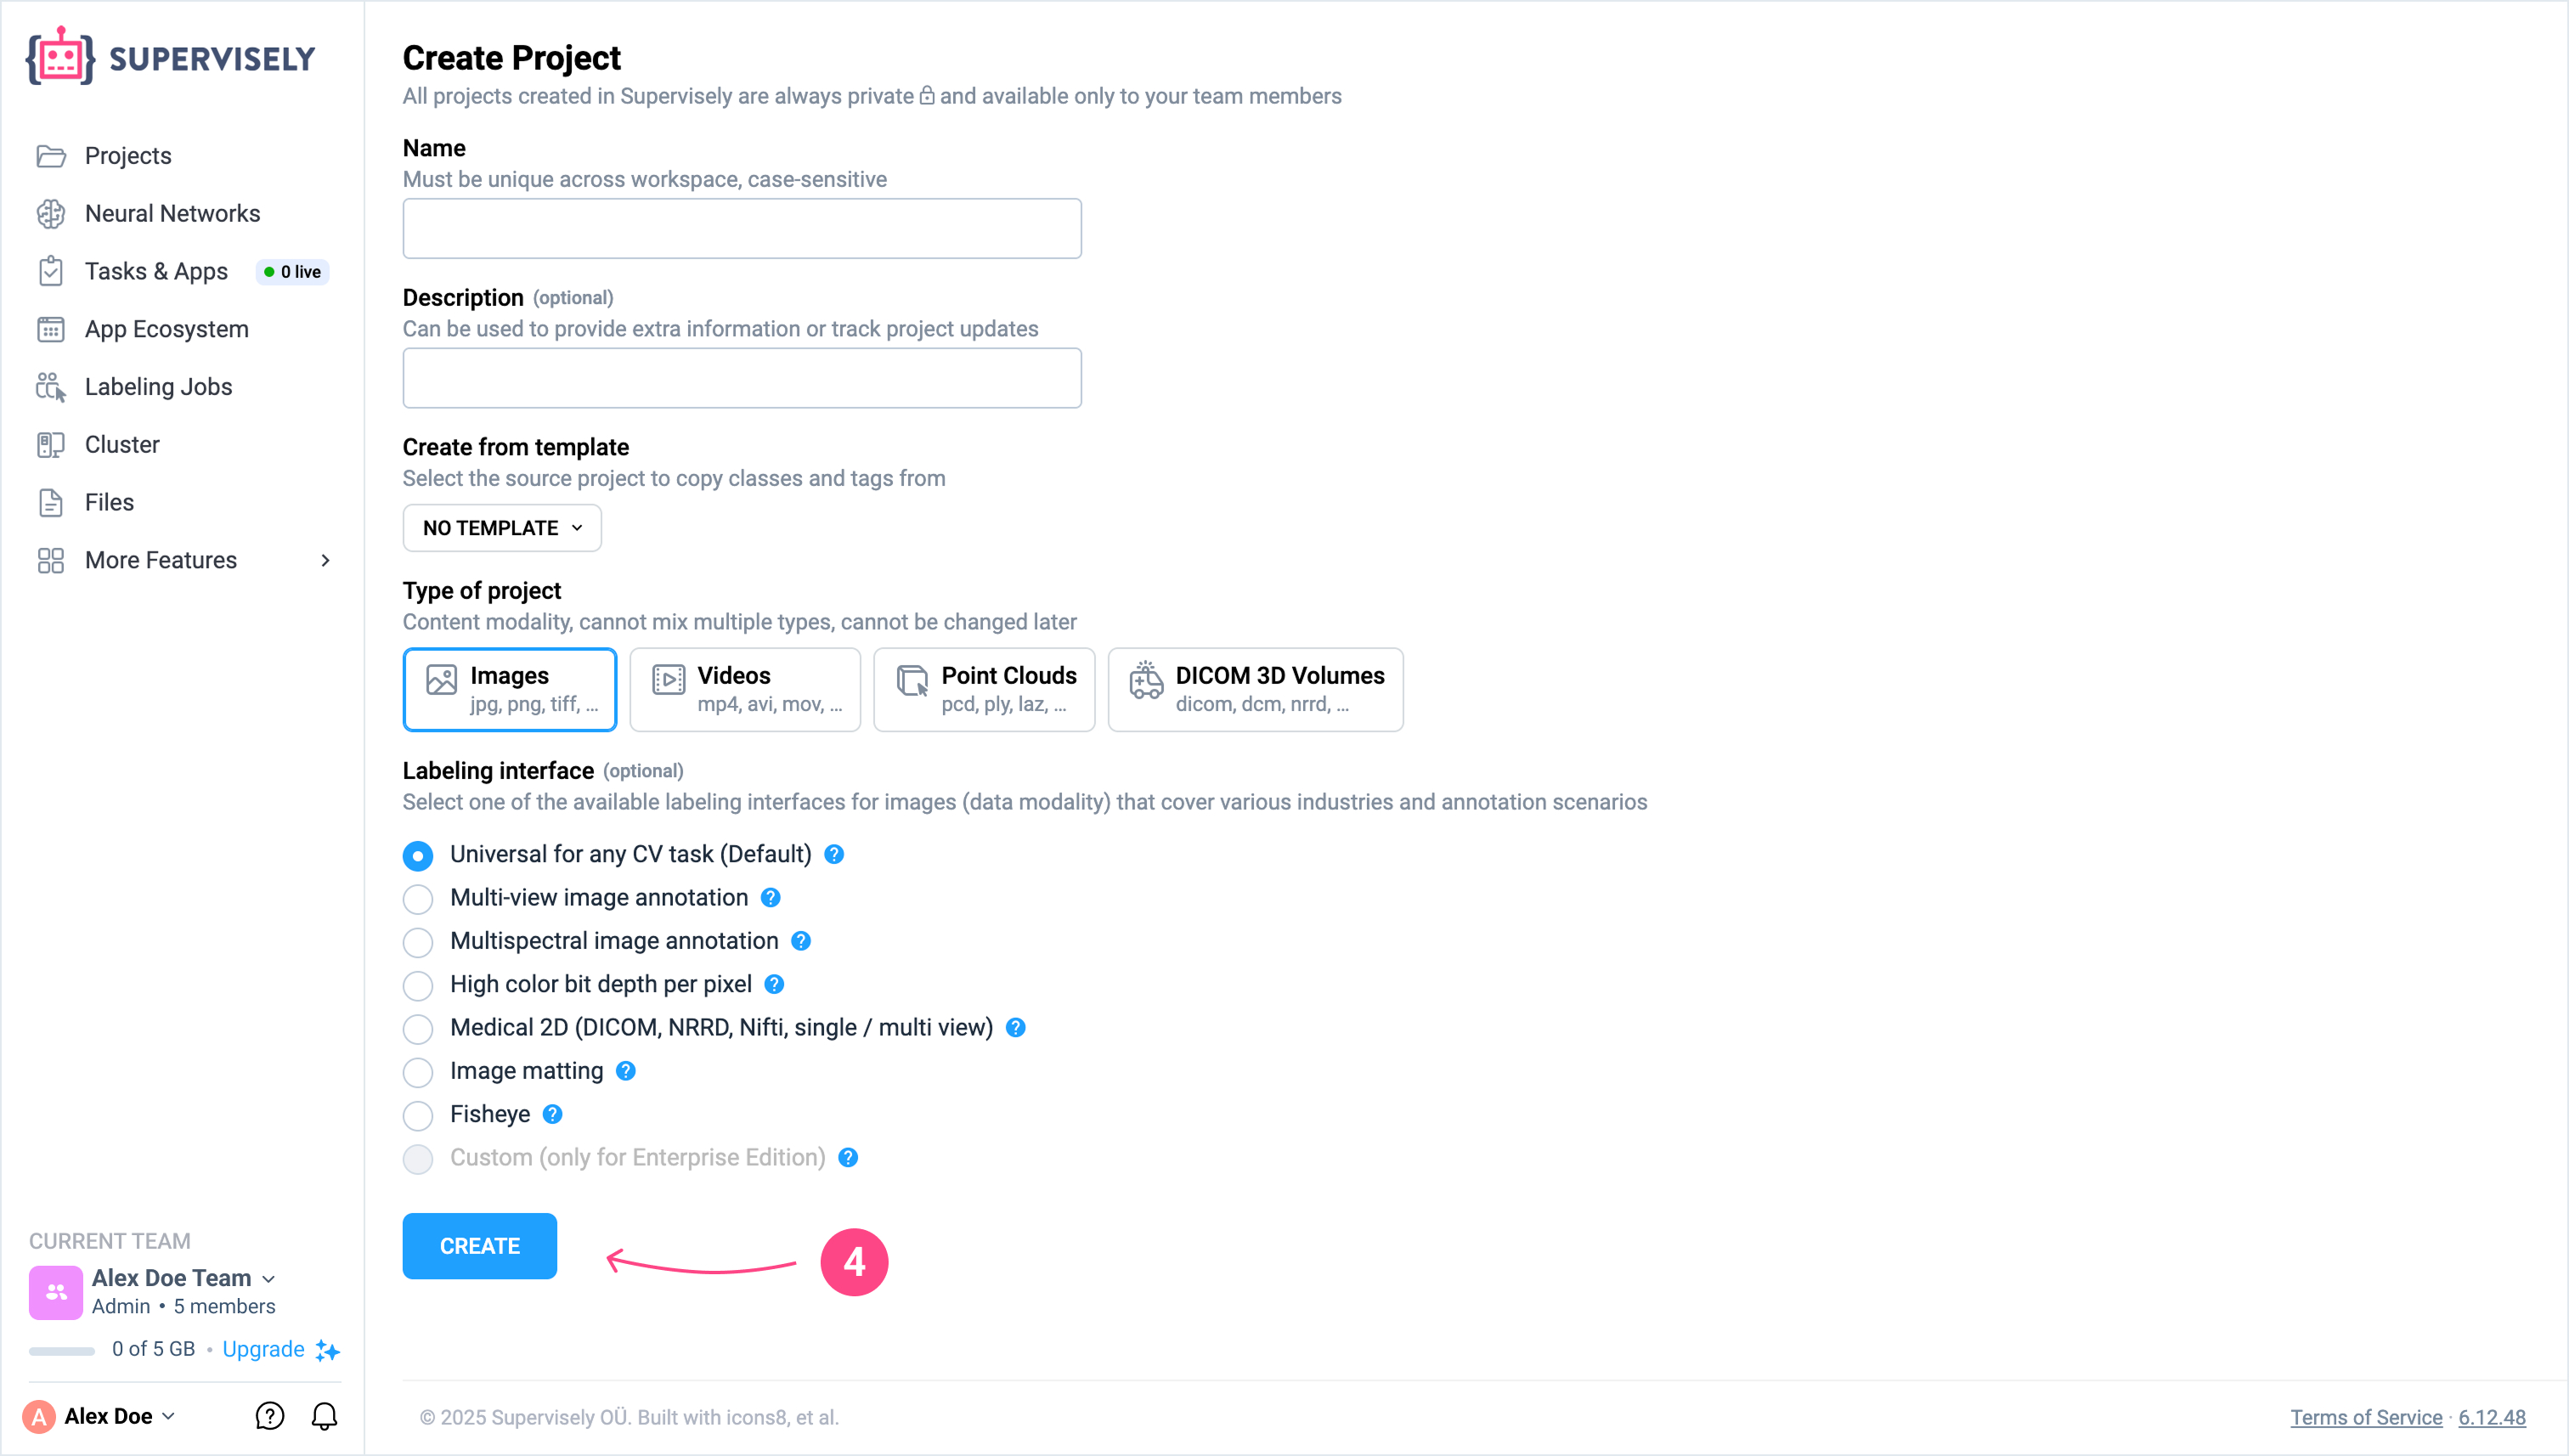 SUPERVISELY
Projects
Neural Networks
Tasks & Apps
0 live
App Ecosystem
Labeling Jobs
Cluster
Files
More Features
CURRENT TEAM
Alex Doe Team
Admin • 5 members
0 of 5 GB • Upgrade
A Alex Doe
Create Project
All projects created in Supervisely are always private and available only to your team members
Name
Must be unique across workspace, case-sensitive
Description (optional)
Can be used to provide extra information or track project updates
Create from template
Select the source project to copy classes and tags from
NO TEMPLATE
Type of project
Content modality, cannot mix multiple types, cannot be changed later
Images
jpg, png, tiff, ...
Videos
mp4, avi, mov, ...
Point Clouds
pcd, ply, laz, ...
DICOM 3D Volumes
dicom, dcm, nrrd, ...
Labeling interface (optional)
Select one of the available labeling interfaces for images (data modality) that cover various industries and annotation scenarios
Universal for any CV task (Default) ?
Multi-view image annotation ?
Multispectral image annotation ?
High color bit depth per pixel ?
Medical 2D (DICOM, NRRD, Nifti, single / multi view) ?
Image matting ?
Fisheye ?
Custom (only for Enterprise Edition) ?
CREATE
4
© 2025 Supervisely OÜ. Built with icons8, et al.
Terms of Service · 6.12.48